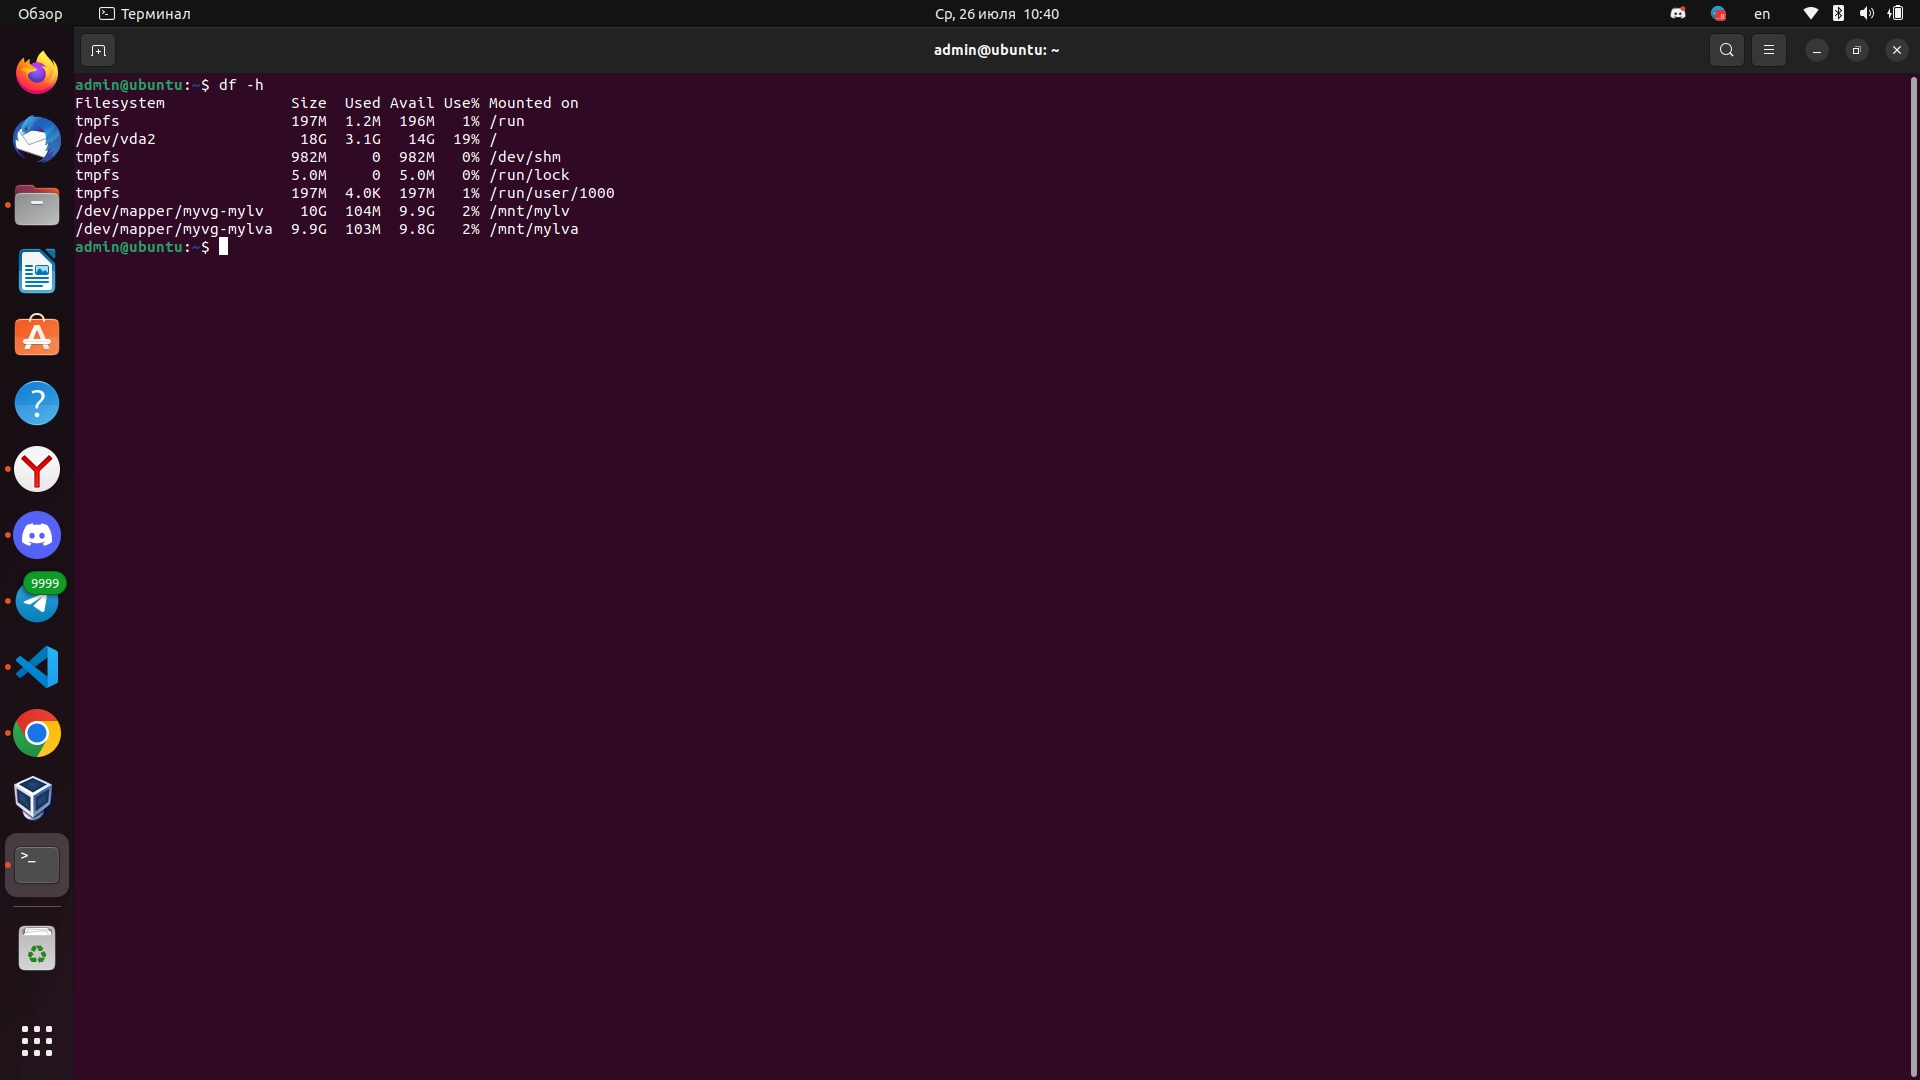 Обзор
Терминал
Ср, 26 июля 10:40
en
admin@ubuntu: ~
admin@ubuntu:~$ df -h
Filesystem Size Used Avail Use% Mounted on
tmpfs 197M 1.2M 196M 1% /run
/dev/vda2 18G 3.1G 14G 19% /
tmpfs 982M 0 982M 0% /dev/shm
tmpfs 5.0M 0 5.0M 0% /run/lock
tmpfs 197M 4.0K 197M 1% /run/user/1000
/dev/mapper/myvg-mylv 10G 104M 9.9G 2% /mnt/mylv
/dev/mapper/myvg-mylva 9.9G 103M 9.8G 2% /mnt/mylva
admin@ubuntu:~$
9999
>_